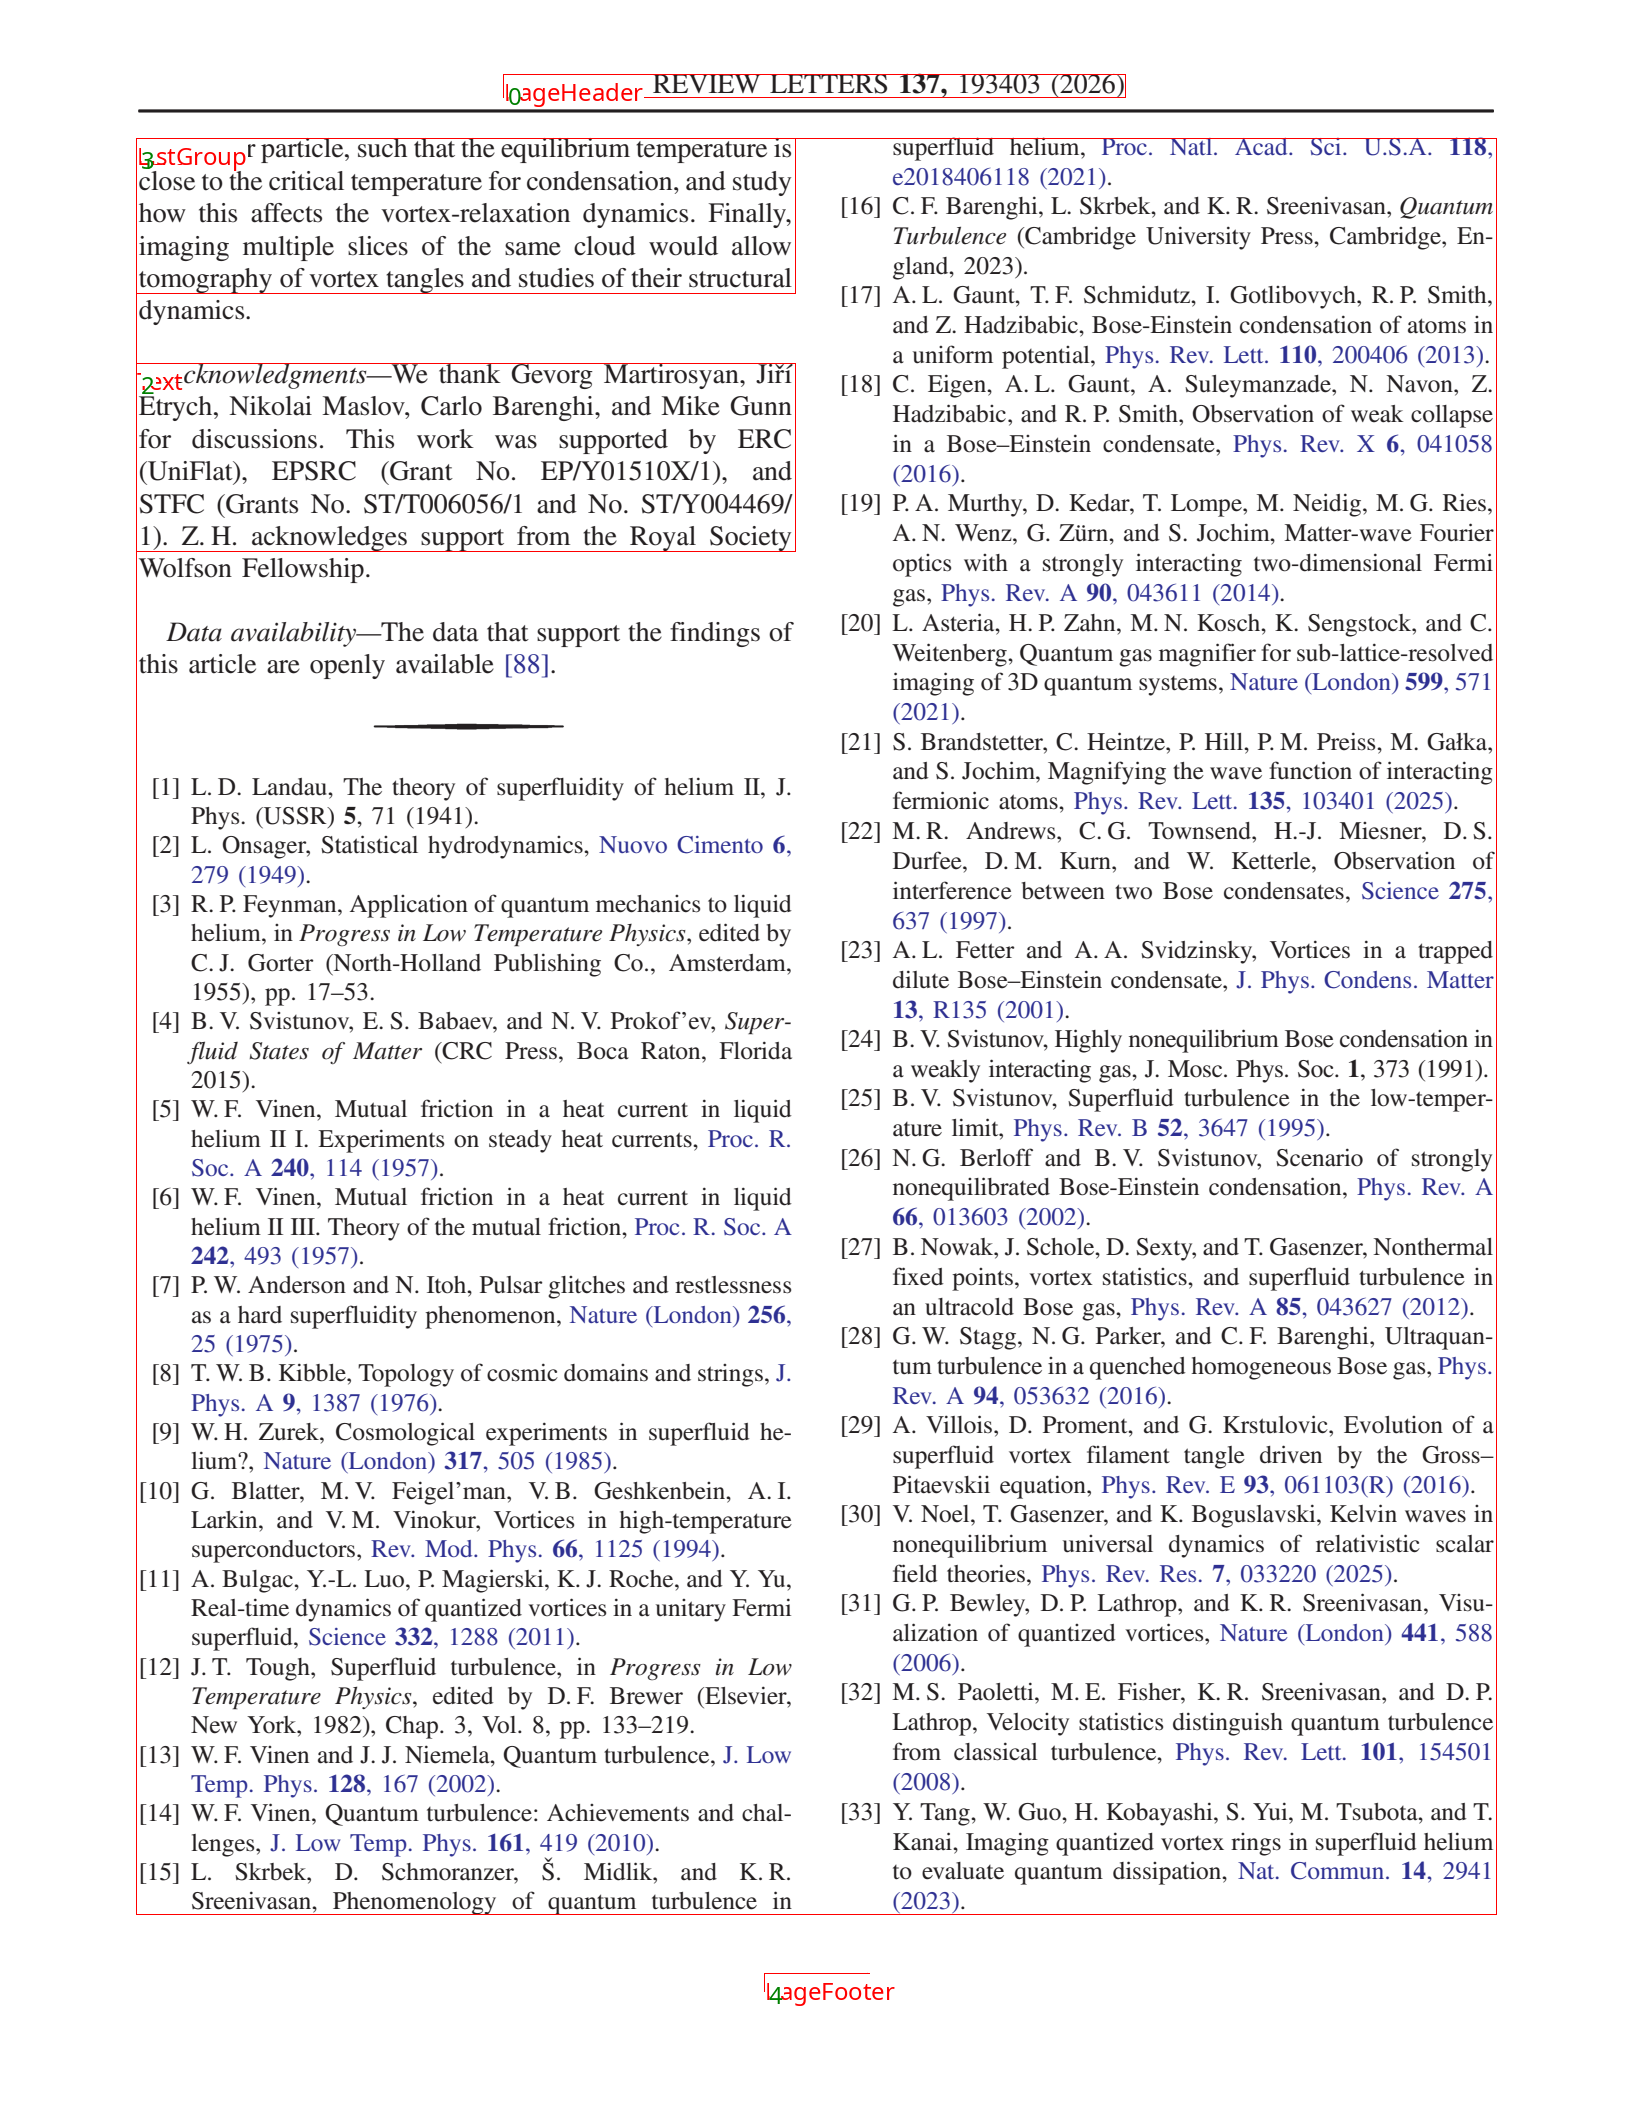 REVIEW LETTERS 137, 193403 (2026)
particle, such that the equilibrium temperature is
close to the critical temperature for condensation, and study
how this affects the vortex-relaxation dynamics. Finally,
imaging multiple slices of the same cloud would allow
tomography of vortex tangles and studies of their structural
dynamics.
cknowledgments—We thank Gevorg Martirosyan, Jiří
Etrych, Nikolai Maslov, Carlo Barenghi, and Mike Gunn
for discussions. This work was supported by ERC
(UniFlat), EPSRC (Grant No. EP/Y01510X/1), and
STFC (Grants No. ST/T006056/1 and No. ST/Y004469/
1). Z. H. acknowledges support from the Royal Society
Wolfson Fellowship.
Data availability—The data that support the findings of
this article are openly available [88].
[1] L. D. Landau, The theory of superfluidity of helium II, J.
Phys. (USSR) 5, 71 (1941).
[2] L. Onsager, Statistical hydrodynamics, Nuovo Cimento 6,
279 (1949).
[3] R. P. Feynman, Application of quantum mechanics to liquid
helium, in Progress in Low Temperature Physics, edited by
C. J. Gorter (North-Holland Publishing Co., Amsterdam,
1955), pp. 17–53.
[4] B. V. Svistunov, E. S. Babaev, and N. V. Prokof’ev, Super-
fluid States of Matter (CRC Press, Boca Raton, Florida
2015).
[5] W. F. Vinen, Mutual friction in a heat current in liquid
helium II I. Experiments on steady heat currents, Proc. R.
Soc. A 240, 114 (1957).
[6] W. F. Vinen, Mutual friction in a heat current in liquid
helium II III. Theory of the mutual friction, Proc. R. Soc. A
242, 493 (1957).
[7] P. W. Anderson and N. Itoh, Pulsar glitches and restlessness
as a hard superfluidity phenomenon, Nature (London) 256,
25 (1975).
[8] T. W. B. Kibble, Topology of cosmic domains and strings, J.
Phys. A 9, 1387 (1976).
[9] W. H. Zurek, Cosmological experiments in superfluid he-
lium?, Nature (London) 317, 505 (1985).
[10] G. Blatter, M. V. Feigel’man, V. B. Geshkenbein, A. I.
Larkin, and V. M. Vinokur, Vortices in high-temperature
superconductors, Rev. Mod. Phys. 66, 1125 (1994).
[11] A. Bulgac, Y.-L. Luo, P. Magierski, K. J. Roche, and Y. Yu,
Real-time dynamics of quantized vortices in a unitary Fermi
superfluid, Science 332, 1288 (2011).
[12] J. T. Tough, Superfluid turbulence, in Progress in Low
Temperature Physics, edited by D. F. Brewer (Elsevier,
New York, 1982), Chap. 3, Vol. 8, pp. 133–219.
[13] W. F. Vinen and J. J. Niemela, Quantum turbulence, J. Low
Temp. Phys. 128, 167 (2002).
[14] W. F. Vinen, Quantum turbulence: Achievements and chal-
lenges, J. Low Temp. Phys. 161, 419 (2010).
[15] L. Skrbek, D. Schmoranzer, Š. Midlik, and K. R.
Sreenivasan, Phenomenology of quantum turbulence in
superfluid helium, Proc. Natl. Acad. Sci. U.S.A. 118,
e2018406118 (2021).
[16] C. F. Barenghi, L. Skrbek, and K. R. Sreenivasan, Quantum
Turbulence (Cambridge University Press, Cambridge, En-
gland, 2023).
[17] A. L. Gaunt, T. F. Schmidutz, I. Gotlibovych, R. P. Smith,
and Z. Hadzibabic, Bose-Einstein condensation of atoms in
a uniform potential, Phys. Rev. Lett. 110, 200406 (2013).
[18] C. Eigen, A. L. Gaunt, A. Suleymanzade, N. Navon, Z.
Hadzibabic, and R. P. Smith, Observation of weak collapse
in a Bose–Einstein condensate, Phys. Rev. X 6, 041058
(2016).
[19] P. A. Murthy, D. Kedar, T. Lompe, M. Neidig, M. G. Ries,
A. N. Wenz, G. Zürn, and S. Jochim, Matter-wave Fourier
optics with a strongly interacting two-dimensional Fermi
gas, Phys. Rev. A 90, 043611 (2014).
[20] L. Asteria, H. P. Zahn, M. N. Kosch, K. Sengstock, and C.
Weitenberg, Quantum gas magnifier for sub-lattice-resolved
imaging of 3D quantum systems, Nature (London) 599, 571
(2021).
[21] S. Brandstetter, C. Heintze, P. Hill, P. M. Preiss, M. Gałka,
and S. Jochim, Magnifying the wave function of interacting
fermionic atoms, Phys. Rev. Lett. 135, 103401 (2025).
[22] M. R. Andrews, C. G. Townsend, H.-J. Miesner, D. S.
Durfee, D. M. Kurn, and W. Ketterle, Observation of
interference between two Bose condensates, Science 275,
637 (1997).
[23] A. L. Fetter and A. A. Svidzinsky, Vortices in a trapped
dilute Bose–Einstein condensate, J. Phys. Condens. Matter
13, R135 (2001).
[24] B. V. Svistunov, Highly nonequilibrium Bose condensation in
a weakly interacting gas, J. Mosc. Phys. Soc. 1, 373 (1991).
[25] B. V. Svistunov, Superfluid turbulence in the low-temper-
ature limit, Phys. Rev. B 52, 3647 (1995).
[26] N. G. Berloff and B. V. Svistunov, Scenario of strongly
nonequilibrated Bose-Einstein condensation, Phys. Rev. A
66, 013603 (2002).
[27] B. Nowak, J. Schole, D. Sexty, and T. Gasenzer, Nonthermal
fixed points, vortex statistics, and superfluid turbulence in
an ultracold Bose gas, Phys. Rev. A 85, 043627 (2012).
[28] G. W. Stagg, N. G. Parker, and C. F. Barenghi, Ultraquan-
tum turbulence in a quenched homogeneous Bose gas, Phys.
Rev. A 94, 053632 (2016).
[29] A. Villois, D. Proment, and G. Krstulovic, Evolution of a
superfluid vortex filament tangle driven by the Gross–
Pitaevskii equation, Phys. Rev. E 93, 061103(R) (2016).
[30] V. Noel, T. Gasenzer, and K. Boguslavski, Kelvin waves in
nonequilibrium universal dynamics of relativistic scalar
field theories, Phys. Rev. Res. 7, 033220 (2025).
[31] G. P. Bewley, D. P. Lathrop, and K. R. Sreenivasan, Visu-
alization of quantized vortices, Nature (London) 441, 588
(2006).
[32] M. S. Paoletti, M. E. Fisher, K. R. Sreenivasan, and D. P.
Lathrop, Velocity statistics distinguish quantum turbulence
from classical turbulence, Phys. Rev. Lett. 101, 154501
(2008).
[33] Y. Tang, W. Guo, H. Kobayashi, S. Yui, M. Tsubota, and T.
Kanai, Imaging quantized vortex rings in superfluid helium
to evaluate quantum dissipation, Nat. Commun. 14, 2941
(2023).